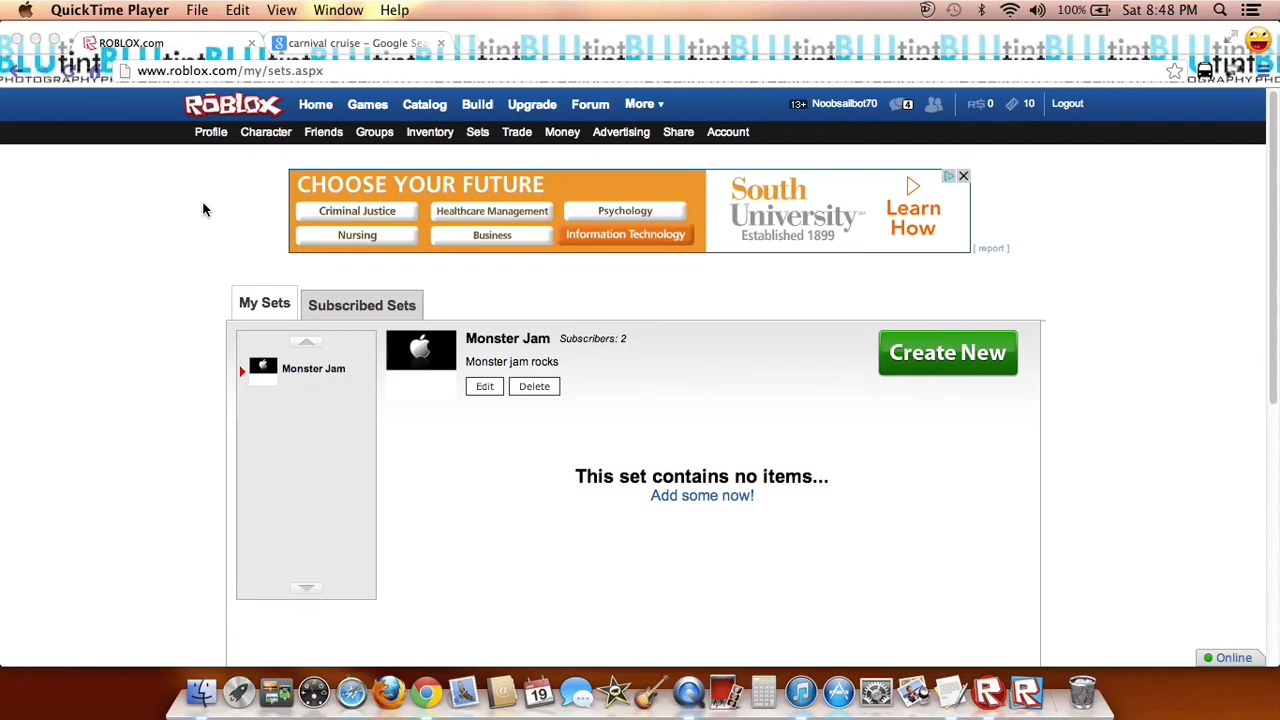 QuickTime Player File Edit View Window Help 100% Sat 8:48 PM
ROBLOX.com carnival cruise – Google Sea
www.roblox.com/my/sets.aspx
ROBLOX Home Games Catalog Build Upgrade Forum More 13+ Noobsallbot70 4 R$ 0 10 Logout
Profile Character Friends Groups Inventory Sets Trade Money Advertising Share Account
CHOOSE YOUR FUTURE
Criminal Justice Healthcare Management Psychology
Nursing Business Information Technology
South University
Established 1899
Learn How
[ report ]
My Sets Subscribed Sets
Monster Jam
Monster Jam Subscribers: 2
Monster jam rocks
Edit Delete
Create New
This set contains no items...
Add some now!
Online
19